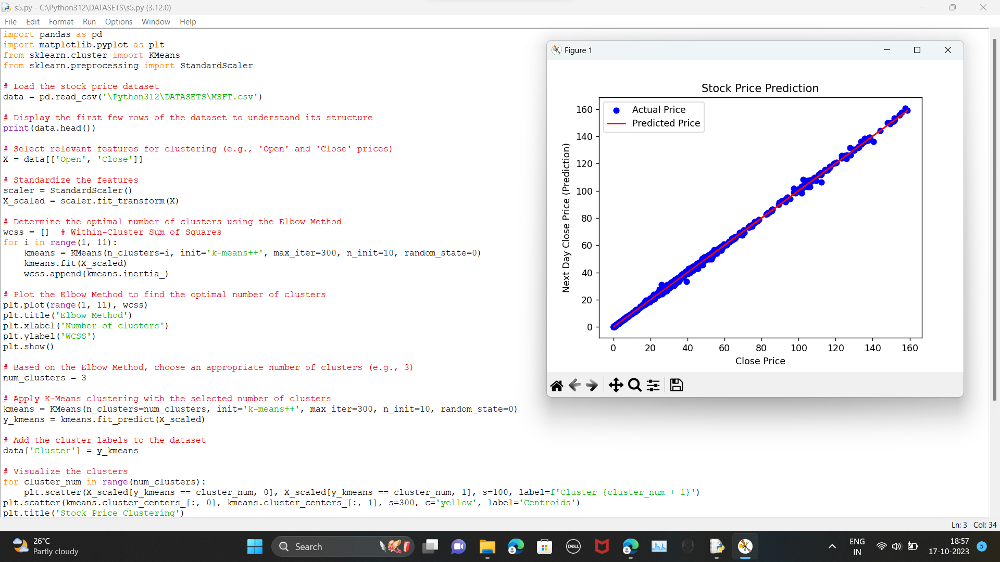 s5.py - C:\Python312\DATASETS\s5.py (3.12.0)
File Edit Format Run Options Window Help
import pandas as pd
import matplotlib.pyplot as plt
from sklearn.cluster import KMeans
from sklearn.preprocessing import StandardScaler
# Load the stock price dataset
data = pd.read_csv('\Python312\DATASETS\MSFT.csv')
# Display the first few rows of the dataset to understand its structure
print(data.head())
# Select relevant features for clustering (e.g., 'Open' and 'Close' prices)
X = data[['Open', 'Close']]
# Standardize the features
scaler = StandardScaler()
X_scaled = scaler.fit_transform(X)
# Determine the optimal number of clusters using the Elbow Method
wcss = []  # Within-Cluster Sum of Squares
for i in range(1, 11):
    kmeans = KMeans(n_clusters=i, init='k-means++', max_iter=300, n_init=10, random_state=0)
    kmeans.fit(X_scaled)
    wcss.append(kmeans.inertia_)
# Plot the Elbow Method to find the optimal number of clusters
plt.plot(range(1, 11), wcss)
plt.title('Elbow Method')
plt.xlabel('Number of clusters')
plt.ylabel('WCSS')
plt.show()
# Based on the Elbow Method, choose an appropriate number of clusters (e.g., 3)
num_clusters = 3
# Apply K-Means clustering with the selected number of clusters
kmeans = KMeans(n_clusters=num_clusters, init='k-means++', max_iter=300, n_init=10, random_state=0)
y_kmeans = kmeans.fit_predict(X_scaled)
# Add the cluster labels to the dataset
data['Cluster'] = y_kmeans
# Visualize the clusters
for cluster_num in range(num_clusters):
    plt.scatter(X_scaled[y_kmeans == cluster_num, 0], X_scaled[y_kmeans == cluster_num, 1], s=100, label=f'Cluster {cluster_num + 1}')
plt.scatter(kmeans.cluster_centers_[:, 0], kmeans.cluster_centers_[:, 1], s=300, c='yellow', label='Centroids')
plt.title('Stock Price Clustering')
Figure 1
Stock Price Prediction
Actual Price
Predicted Price
Next Day Close Price (Prediction)
160
140
120
100
80
60
40
20
0
0 20 40 60 80 100 120 140 160
Close Price
Ln: 3 Col: 34
26°C
Partly cloudy
Search
DELL
ENG
IN
18:57
17-10-2023
5